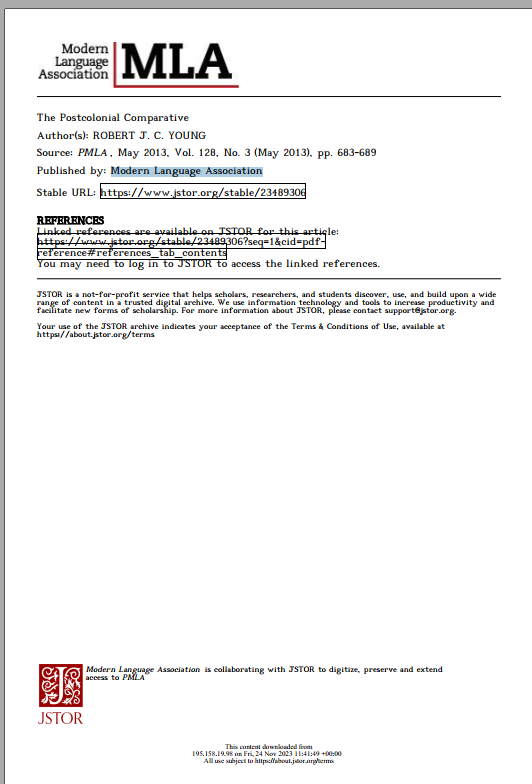 Modern
Language
Association
MLA
The Postcolonial Comparative
Author(s): ROBERT J. C. YOUNG
Source: PMLA, May 2013, Vol. 128, No. 3 (May 2013), pp. 683-689
Published by: Modern Language Association
Stable URL: https://www.jstor.org/stable/23489306
REFERENCES
Linked references are available on JSTOR for this article:
https://www.jstor.org/stable/23489306?seq=1&cid=pdf-
reference#references_tab_contents
You may need to log in to JSTOR to access the linked references.
JSTOR is a not-for-profit service that helps scholars, researchers, and students discover, use, and build upon a wide
range of content in a trusted digital archive. We use information technology and tools to increase productivity and
facilitate new forms of scholarship. For more information about JSTOR, please contact support@jstor.org.
Your use of the JSTOR archive indicates your acceptance of the Terms & Conditions of Use, available at
https://about.jstor.org/terms
Modern Language Association is collaborating with JSTOR to digitize, preserve and extend
access to PMLA
JSTOR
This content downloaded from
195.158.19.98 on Fri, 24 Nov 2023 11:41:49 +00:00
All use subject to https://about.jstor.org/terms